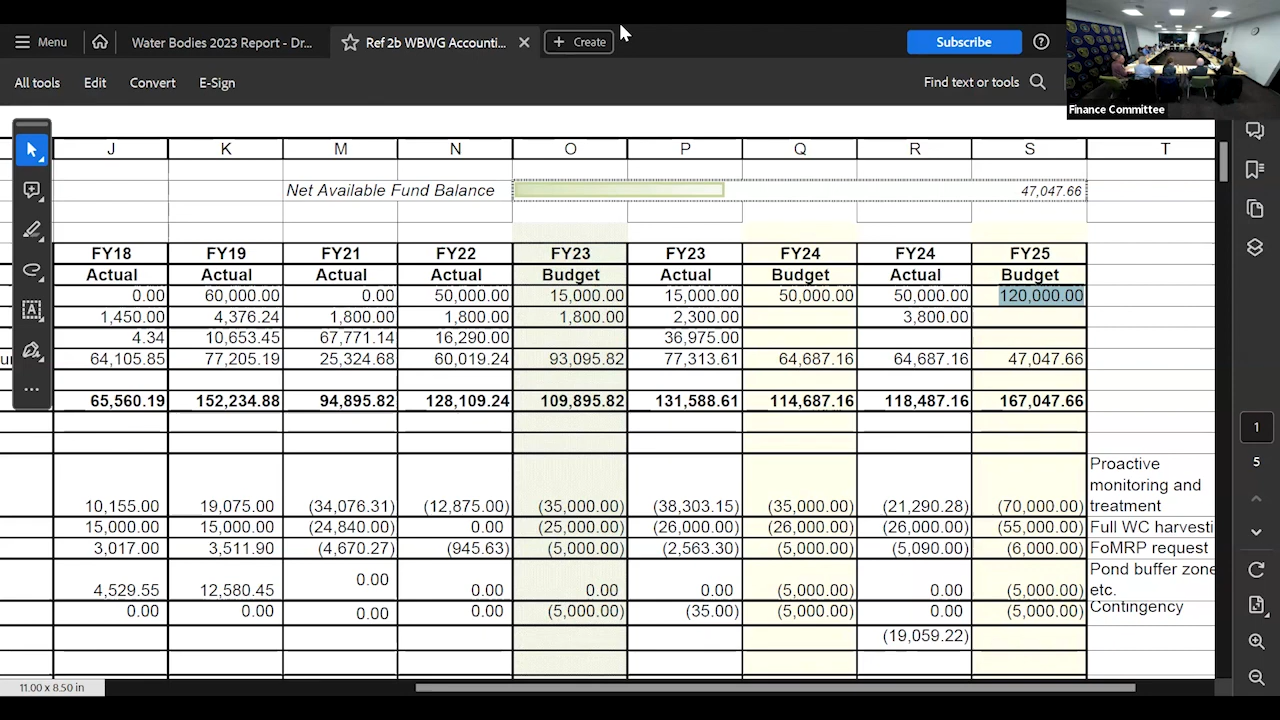 Menu
Water Bodies 2023 Report - Dr...
Ref 2b WBWG Accounti...
Create
Subscribe
All tools Edit Convert E-Sign
Find text or tools
Finance Committee
J K M N O P Q R S T
Net Available Fund Balance 47,047.66
FY18 FY19 FY21 FY22 FY23 FY23 FY24 FY24 FY25
Actual Actual Actual Actual Budget Actual Budget Actual Budget
0.00 60,000.00 0.00 50,000.00 15,000.00 15,000.00 50,000.00 50,000.00 120,000.00
1,450.00 4,376.24 1,800.00 1,800.00 1,800.00 2,300.00 3,800.00
4.34 10,653.45 67,771.14 16,290.00 36,975.00
64,105.85 77,205.19 25,324.68 60,019.24 93,095.82 77,313.61 64,687.16 64,687.16 47,047.66
65,560.19 152,234.88 94,895.82 128,109.24 109,895.82 131,588.61 114,687.16 118,487.16 167,047.66
Proactive
monitoring and
10,155.00 19,075.00 (34,076.31) (12,875.00) (35,000.00) (38,303.15) (35,000.00) (21,290.28) (70,000.00) treatment
15,000.00 15,000.00 (24,840.00) 0.00 (25,000.00) (26,000.00) (26,000.00) (26,000.00) (55,000.00) Full WC harvesti
3,017.00 3,511.90 (4,670.27) (945.63) (5,000.00) (2,563.30) (5,000.00) (5,090.00) (6,000.00) FoMRP request
Pond buffer zone
4,529.55 12,580.45 0.00 0.00 0.00 0.00 (5,000.00) 0.00 (5,000.00) etc.
0.00 0.00 0.00 0.00 (5,000.00) (35.00) (5,000.00) 0.00 (5,000.00) Contingency
(19,059.22)
1
5
11.00 x 8.50 in